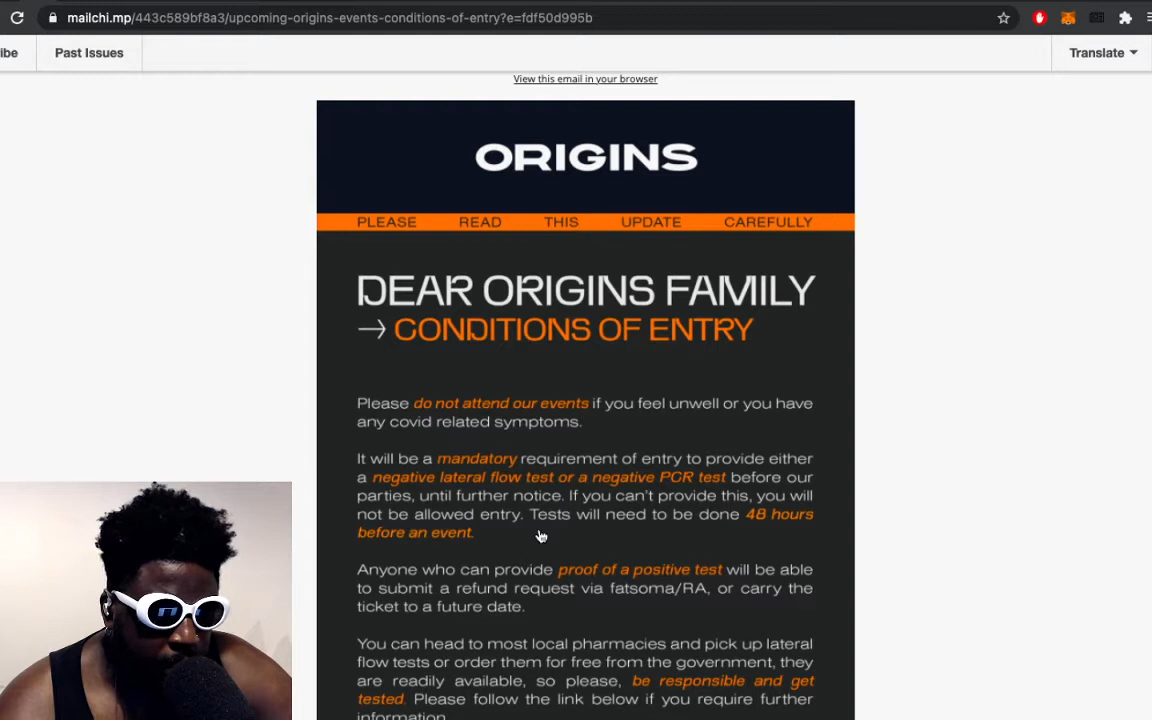 mailchi.mp/443c589bf8a3/upcoming-origins-events-conditions-of-entry?e=fdf50d995b
ibe
Past Issues
Translate
View this email in your browser
ORIGINS
PLEASE READ THIS UPDATE CAREFULLY
DEAR ORIGINS FAMILY
→ CONDITIONS OF ENTRY
Please do not attend our events if you feel unwell or you have
any covid related symptoms.
It will be a mandatory requirement of entry to provide either
a negative lateral flow test or a negative PCR test before our
parties, until further notice. If you can't provide this, you will
not be allowed entry. Tests will need to be done 48 hours
before an event.
Anyone who can provide proof of a positive test will be able
to submit a refund request via fatsoma/RA, or carry the
ticket to a future date.
You can head to most local pharmacies and pick up lateral
flow tests or order them for free from the government, they
are readily available, so please, be responsible and get
tested. Please follow the link below if you require further
information